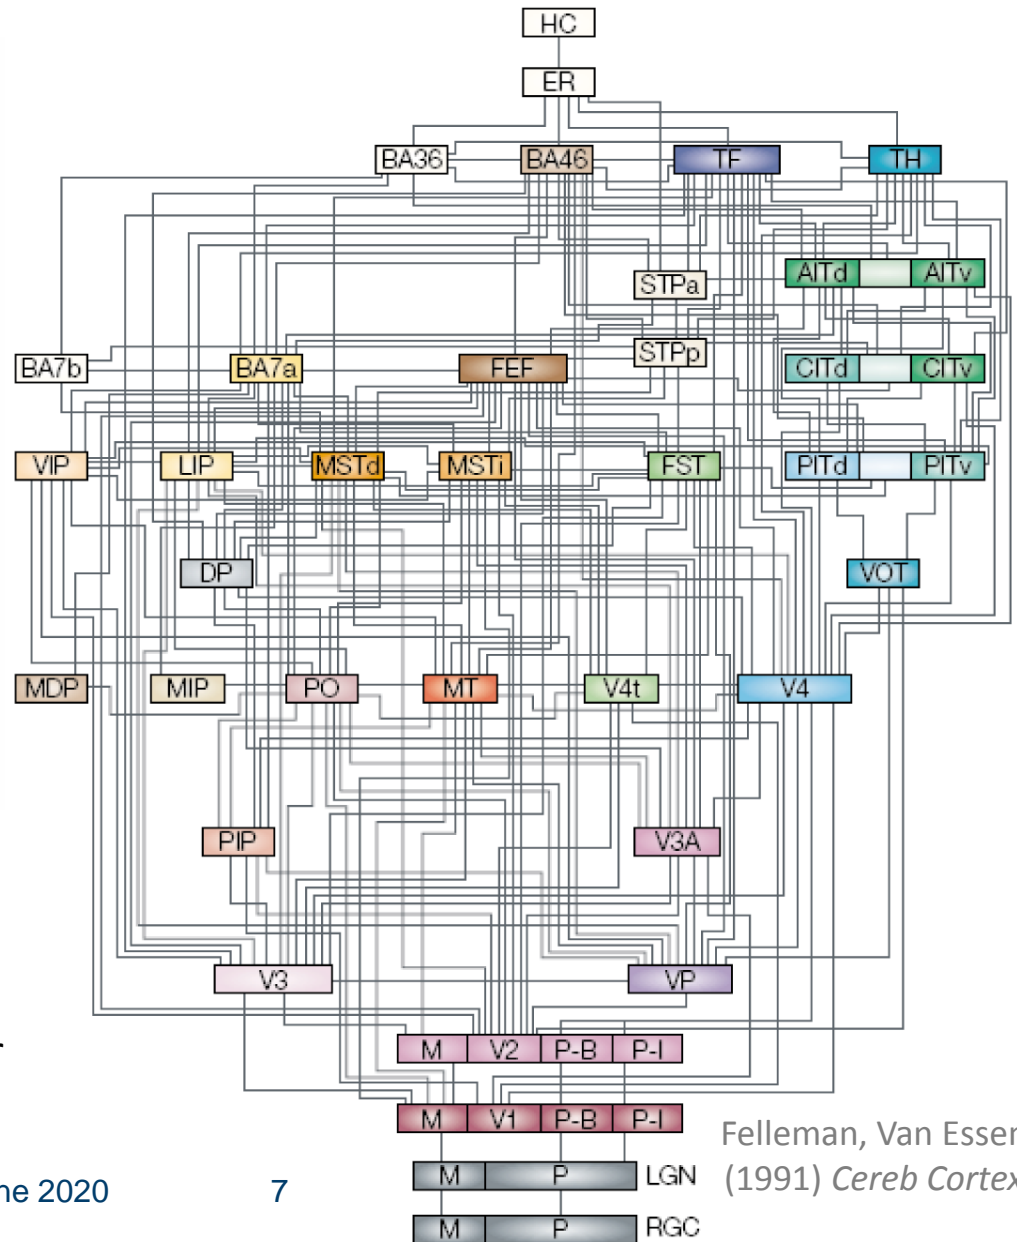 HC
ER
BA36 BA46 TF TH
AITd AITv
STPa
STPp
BA7b BA7a FEF CITd CITv
VIP LIP MSTd MSTi FST PITd PITv
DP VOT
MDP MIP PO MT V4t V4
PIP V3A
V3 VP
M V2 P-B P-I
M V1 P-B P-I
Felleman, Van Essen
(1991) Cereb Cortex
M P LGN
ne 2020 7
M P RGC